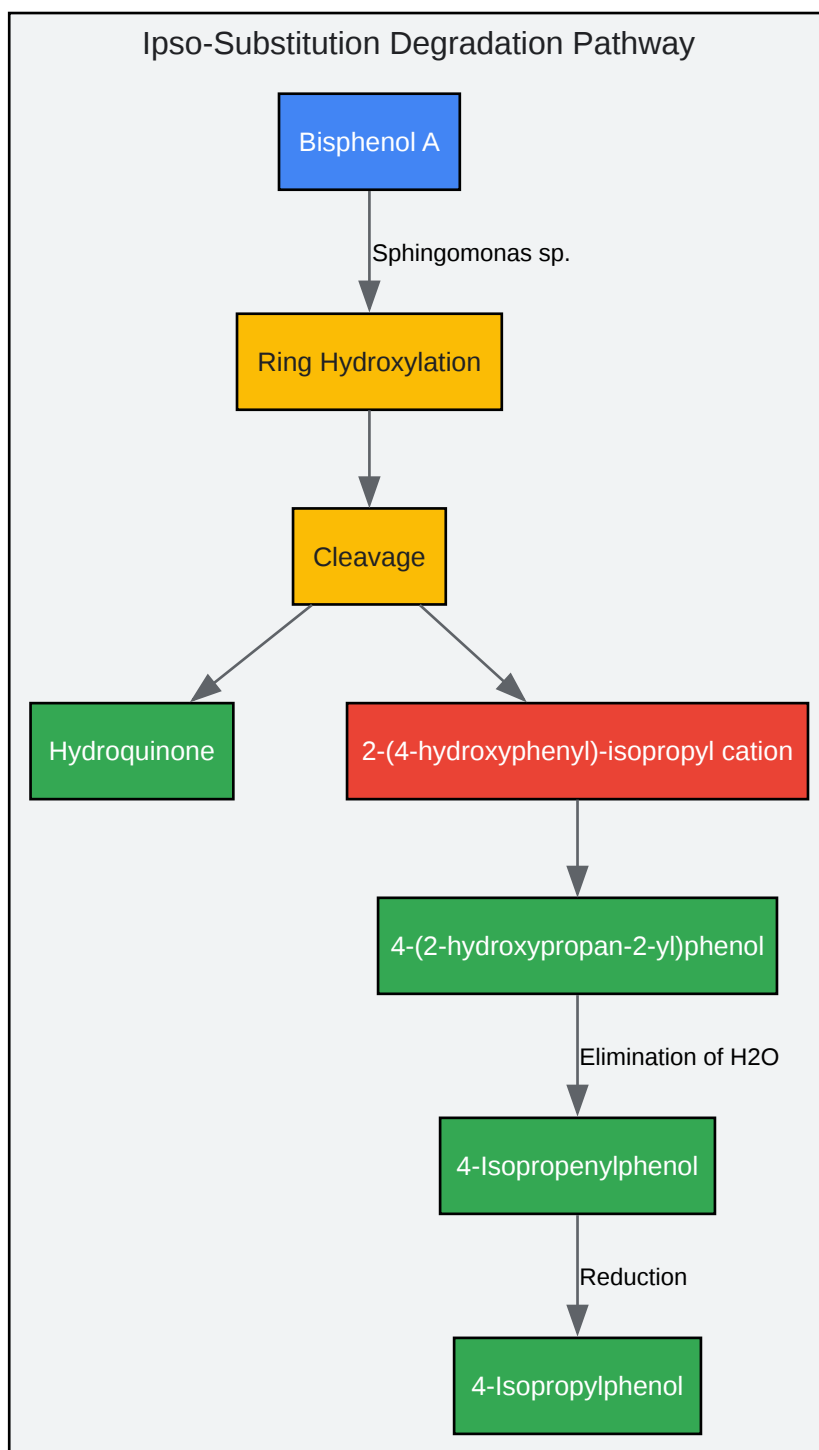 Ipso-Substitution Degradation Pathway
Bisphenol A
Sphingomonas sp.
Ring Hydroxylation
Cleavage
Hydroquinone
2-(4-hydroxyphenyl)-isopropyl cation
4-(2-hydroxypropan-2-yl)phenol
Elimination of H2O
4-Isopropenylphenol
Reduction
4-Isopropylphenol